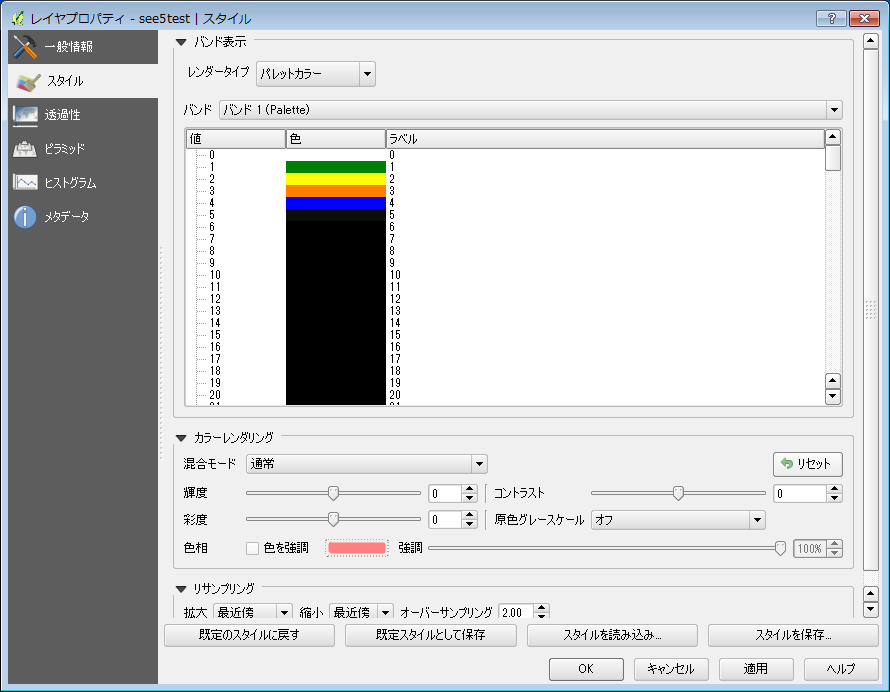 レイヤプロパティ - see5test | スタイル
一般情報
スタイル
透過性
ピラミッド
ヒストグラム
メタデータ
バンド表示
レンダータイプ パレットカラー
バンド バンド 1 (Palette)
値 色 ラベル
0 0
1 1
2 2
3 3
4 4
5 5
6 6
7 7
8 8
9 9
10 10
11 11
12 12
13 13
14 14
15 15
16 16
17 17
18 18
19 19
20 20
カラーレンダリング
混合モード 通常 リセット
輝度 0 コントラスト 0
彩度 0 原色グレースケール オフ
色相 色を強調 強調 100%
リサンプリング
拡大 最近傍 縮小 最近傍 オーバーサンプリング 2.00
既定のスタイルに戻す 既定スタイルとして保存 スタイルを読み込み... スタイルを保存...
OK キャンセル 適用 ヘルプ